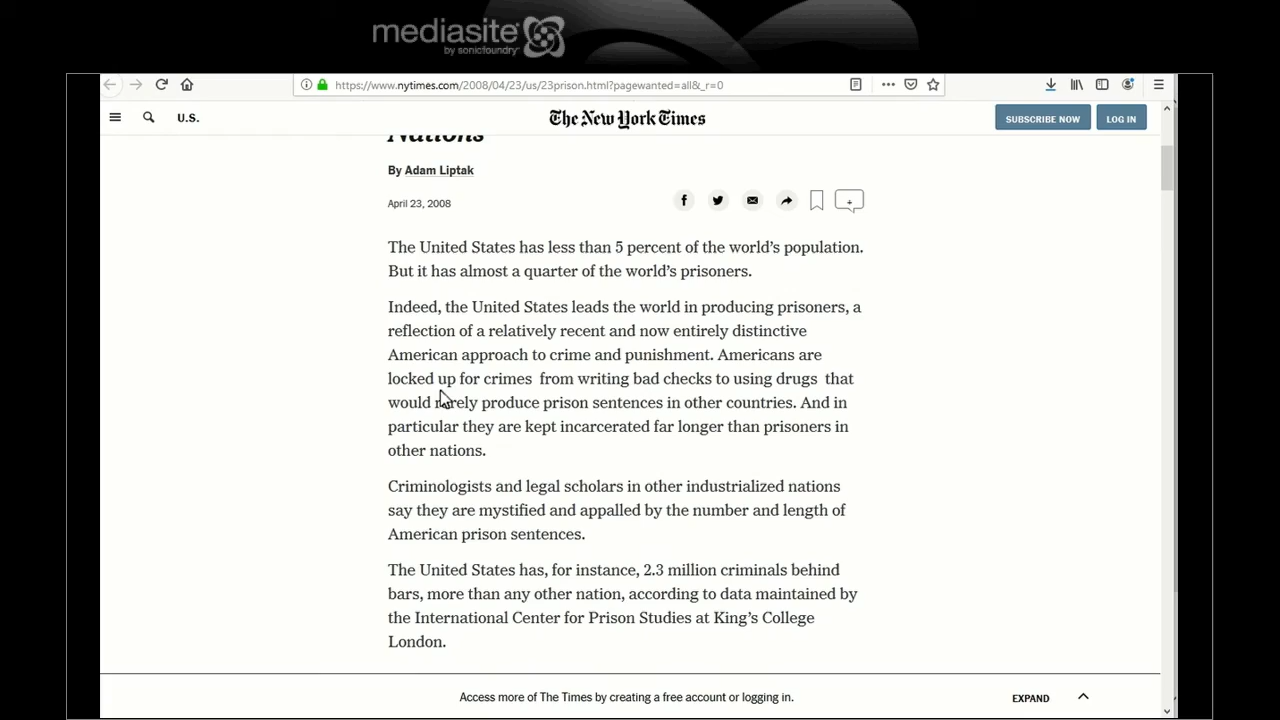 mediasite
by sonicfoundry
https://www.nytimes.com/2008/04/23/us/23prison.html?pagewanted=all&_r=0
U.S.
The New York Times
SUBSCRIBE NOW
LOG IN
Nations
By Adam Liptak
April 23, 2008
The United States has less than 5 percent of the world's population.
But it has almost a quarter of the world's prisoners.
Indeed, the United States leads the world in producing prisoners, a
reflection of a relatively recent and now entirely distinctive
American approach to crime and punishment. Americans are
locked up for crimes from writing bad checks to using drugs that
would rarely produce prison sentences in other countries. And in
particular they are kept incarcerated far longer than prisoners in
other nations.
Criminologists and legal scholars in other industrialized nations
say they are mystified and appalled by the number and length of
American prison sentences.
The United States has, for instance, 2.3 million criminals behind
bars, more than any other nation, according to data maintained by
the International Center for Prison Studies at King's College
London.
Access more of The Times by creating a free account or logging in.
EXPAND